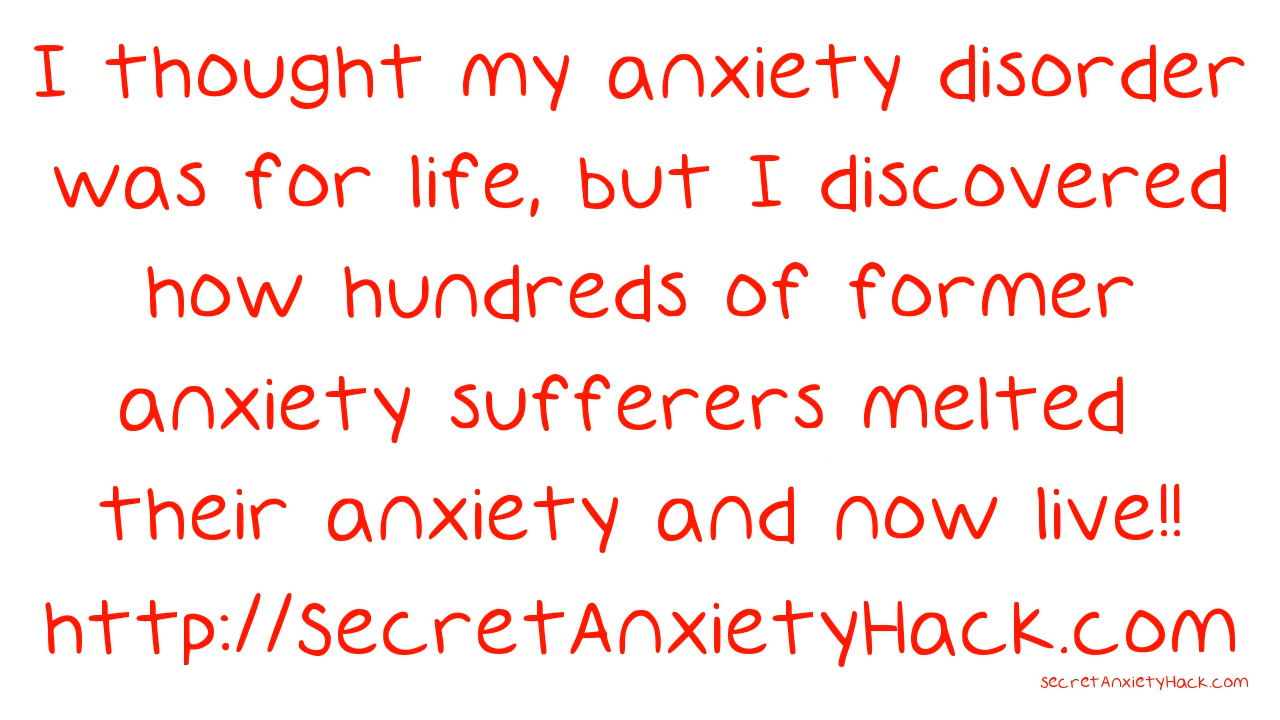 I thought my anxiety disorder
was for life, but I discovered
how hundreds of former
anxiety sufferers melted
their anxiety and now live!!
http://SecretAnxietyHack.com
SecretAnxietyHack.com